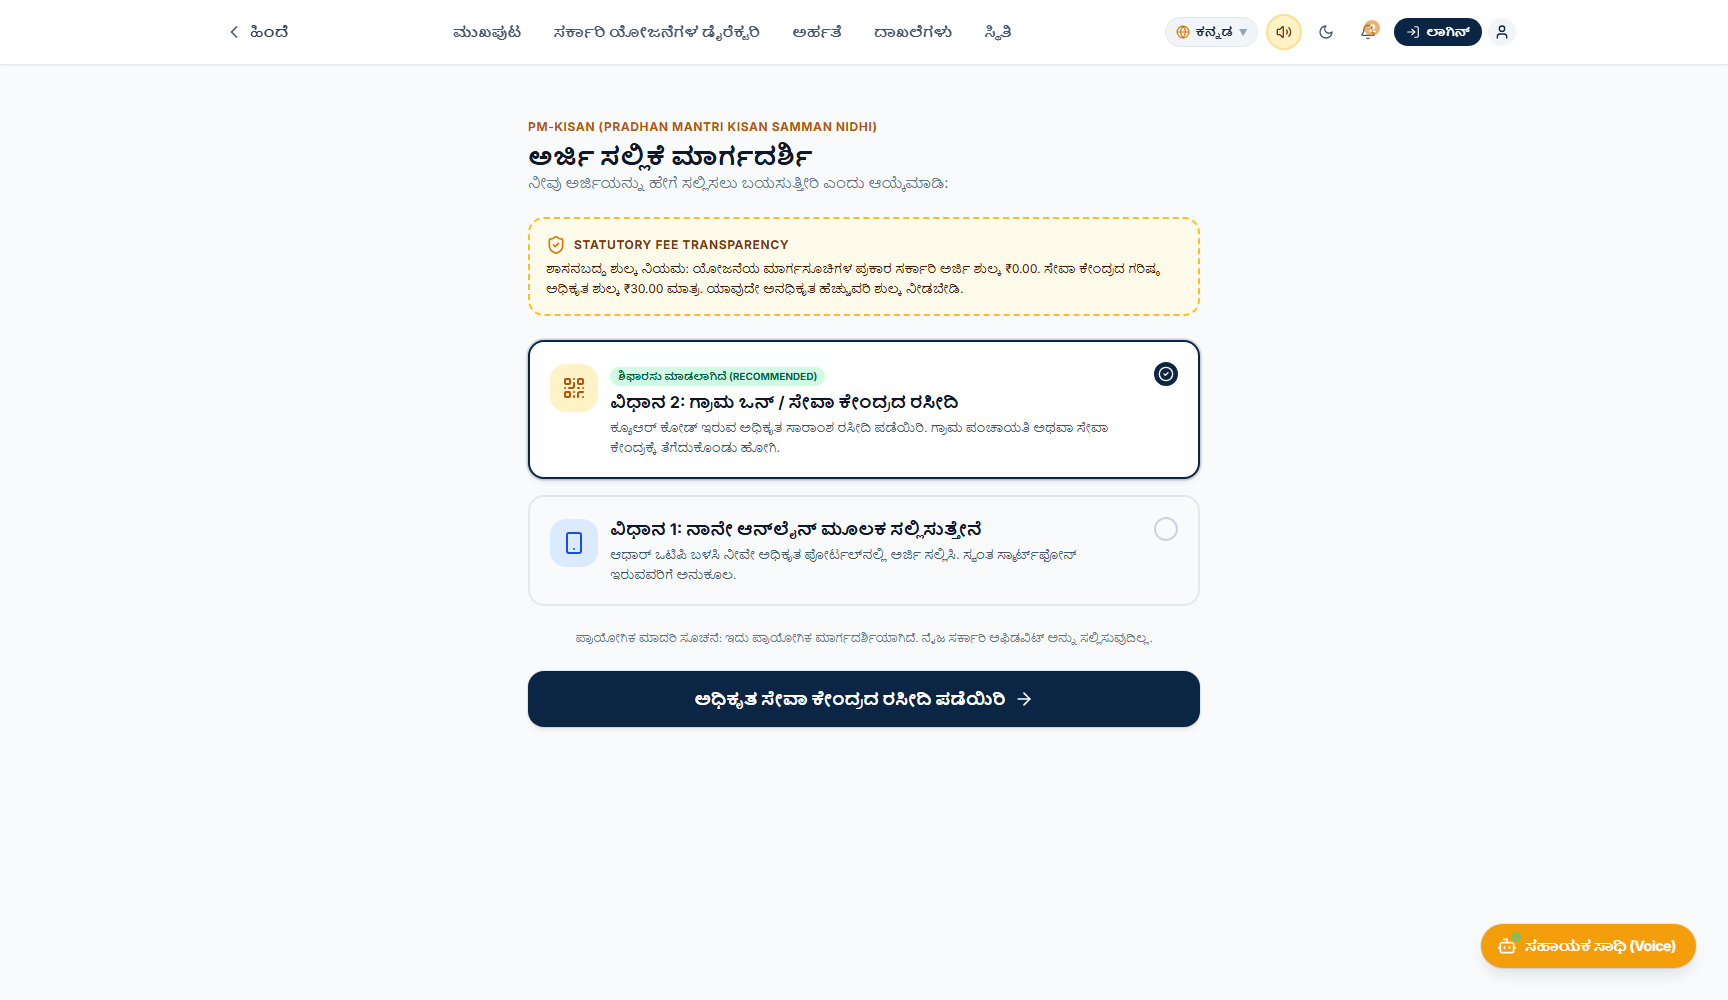 ಹಿಂದೆ
ಮುಖಪುಟ
ಸರ್ಕಾರಿ ಯೋಜನೆಗಳ ಡೈರೆಕ್ಟರಿ
ಅರ್ಹತೆ
ದಾಖಲೆಗಳು
ಸ್ಥಿತಿ
ಕನ್ನಡ
ಲಾಗಿನ್
PM-KISAN (PRADHAN MANTRI KISAN SAMMAN NIDHI)
ಅರ್ಜಿ ಸಲ್ಲಿಕೆ ಮಾರ್ಗದರ್ಶಿ
ನೀವು ಅರ್ಜಿಯನ್ನು ಹೇಗೆ ಸಲ್ಲಿಸಲು ಬಯಸುತ್ತೀರಿ ಎಂದು ಆಯ್ಕೆಮಾಡಿ:
STATUTORY FEE TRANSPARENCY
ಶಾಸನಬದ್ಧ ಶುಲ್ಕ ನಿಯಮ: ಯೋಜನೆಯ ಮಾರ್ಗಸೂಚಿಗಳ ಪ್ರಕಾರ ಸರ್ಕಾರಿ ಅರ್ಜಿ ಶುಲ್ಕ ₹0.00. ಸೇವಾ ಕೇಂದ್ರದ ಗರಿಷ್ಠ
ಅಧಿಕೃತ ಶುಲ್ಕ ₹30.00 ಮಾತ್ರ. ಯಾವುದೇ ಅನಧಿಕೃತ ಹೆಚ್ಚುವರಿ ಶುಲ್ಕ ನೀಡಬೇಡಿ.
ಶಿಫಾರಸು ಮಾಡಲಾಗಿದೆ (RECOMMENDED)
ವಿಧಾನ 2: ಗ್ರಾಮ ಒನ್ / ಸೇವಾ ಕೇಂದ್ರದ ರಸೀದಿ
ಕ್ಯೂಆರ್ ಕೋಡ್ ಇರುವ ಅಧಿಕೃತ ಸಾರಾಂಶ ರಸೀದಿ ಪಡೆಯಿರಿ. ಗ್ರಾಮ ಪಂಚಾಯತಿ ಅಥವಾ ಸೇವಾ
ಕೇಂದ್ರಕ್ಕೆ ತೆಗೆದುಕೊಂಡು ಹೋಗಿ.
ವಿಧಾನ 1: ನಾನೇ ಆನ್‌ಲೈನ್ ಮೂಲಕ ಸಲ್ಲಿಸುತ್ತೇನೆ
ಆಧಾರ್ ಒಟಿಪಿ ಬಳಸಿ ನೀವೇ ಅಧಿಕೃತ ಪೋರ್ಟಲ್‌ನಲ್ಲಿ ಅರ್ಜಿ ಸಲ್ಲಿಸಿ. ಸ್ವಂತ ಸ್ಮಾರ್ಟ್‌ಫೋನ್
ಇರುವವರಿಗೆ ಅನುಕೂಲ.
ಪ್ರಾಯೋಗಿಕ ಮಾದರಿ ಸೂಚನೆ: ಇದು ಪ್ರಾಯೋಗಿಕ ಮಾರ್ಗದರ್ಶಿಯಾಗಿದೆ. ನೈಜ ಸರ್ಕಾರಿ ಅಫಿಡವಿಟ್ ಅನ್ನು ಸಲ್ಲಿಸುವುದಿಲ್ಲ.
ಅಧಿಕೃತ ಸೇವಾ ಕೇಂದ್ರದ ರಸೀದಿ ಪಡೆಯಿರಿ
ಸಹಾಯಕ ಸಾಥಿ (Voice)